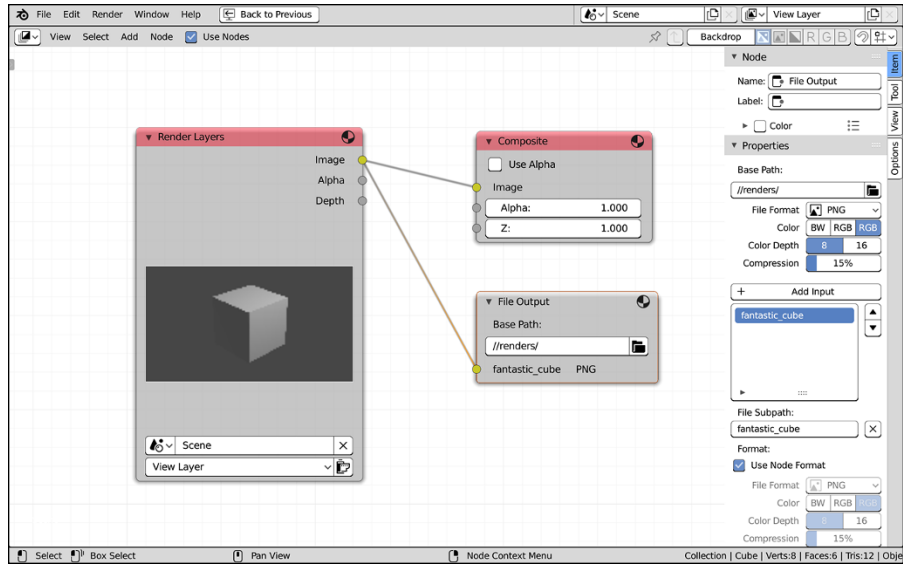 File Edit Render Window Help Back to Previous Scene View Layer
View Select Add Node Use Nodes Backdrop R G B
Node
Name: File Output
Label:
Color
Properties
Base Path:
//renders/
File Format PNG
Color BW RGB RGB
Color Depth 8 16
Compression 15%
+ Add Input
fantastic_cube
File Subpath:
fantastic_cube
Format:
Use Node Format
File Format PNG
Color BW RGB RGB
Color Depth 8 16
Compression 15%
Item
Tool
View
Options
Render Layers
Image
Alpha
Depth
Scene
View Layer
Composite
Use Alpha
Image
Alpha: 1.000
Z: 1.000
File Output
Base Path:
//renders/
fantastic_cube PNG
Select Box Select Pan View Node Context Menu Collection | Cube | Verts:8 | Faces:6 | Tris:12 | Obje